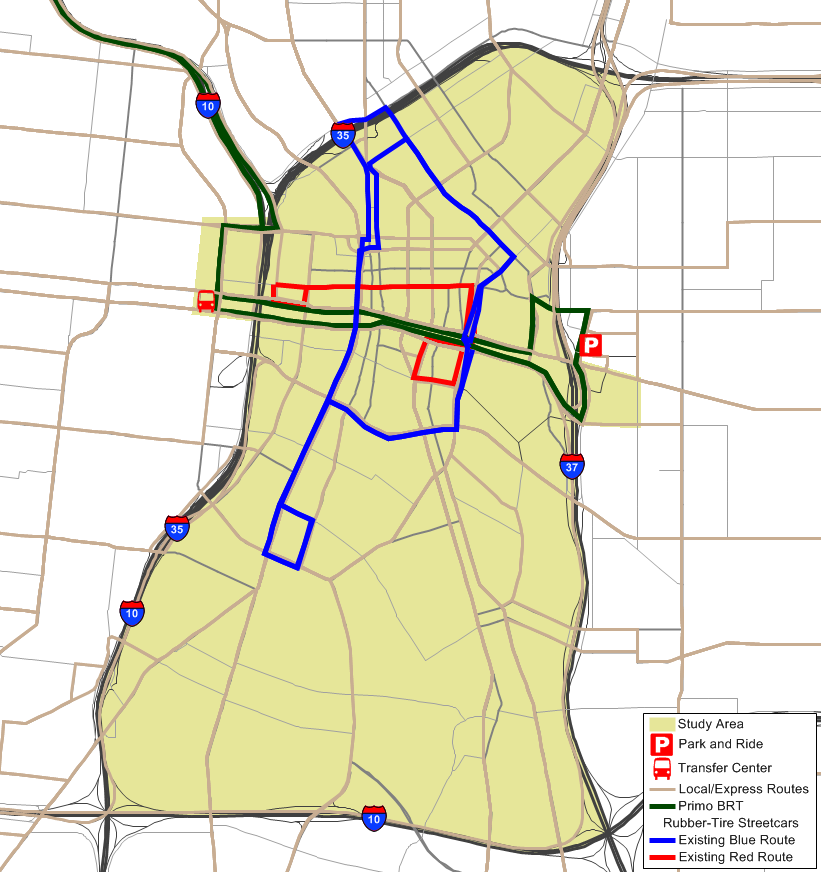 10
35
P
37
35
10
10
Study Area
P Park and Ride
Transfer Center
Local/Express Routes
Primo BRT
Rubber-Tire Streetcars
Existing Blue Route
Existing Red Route